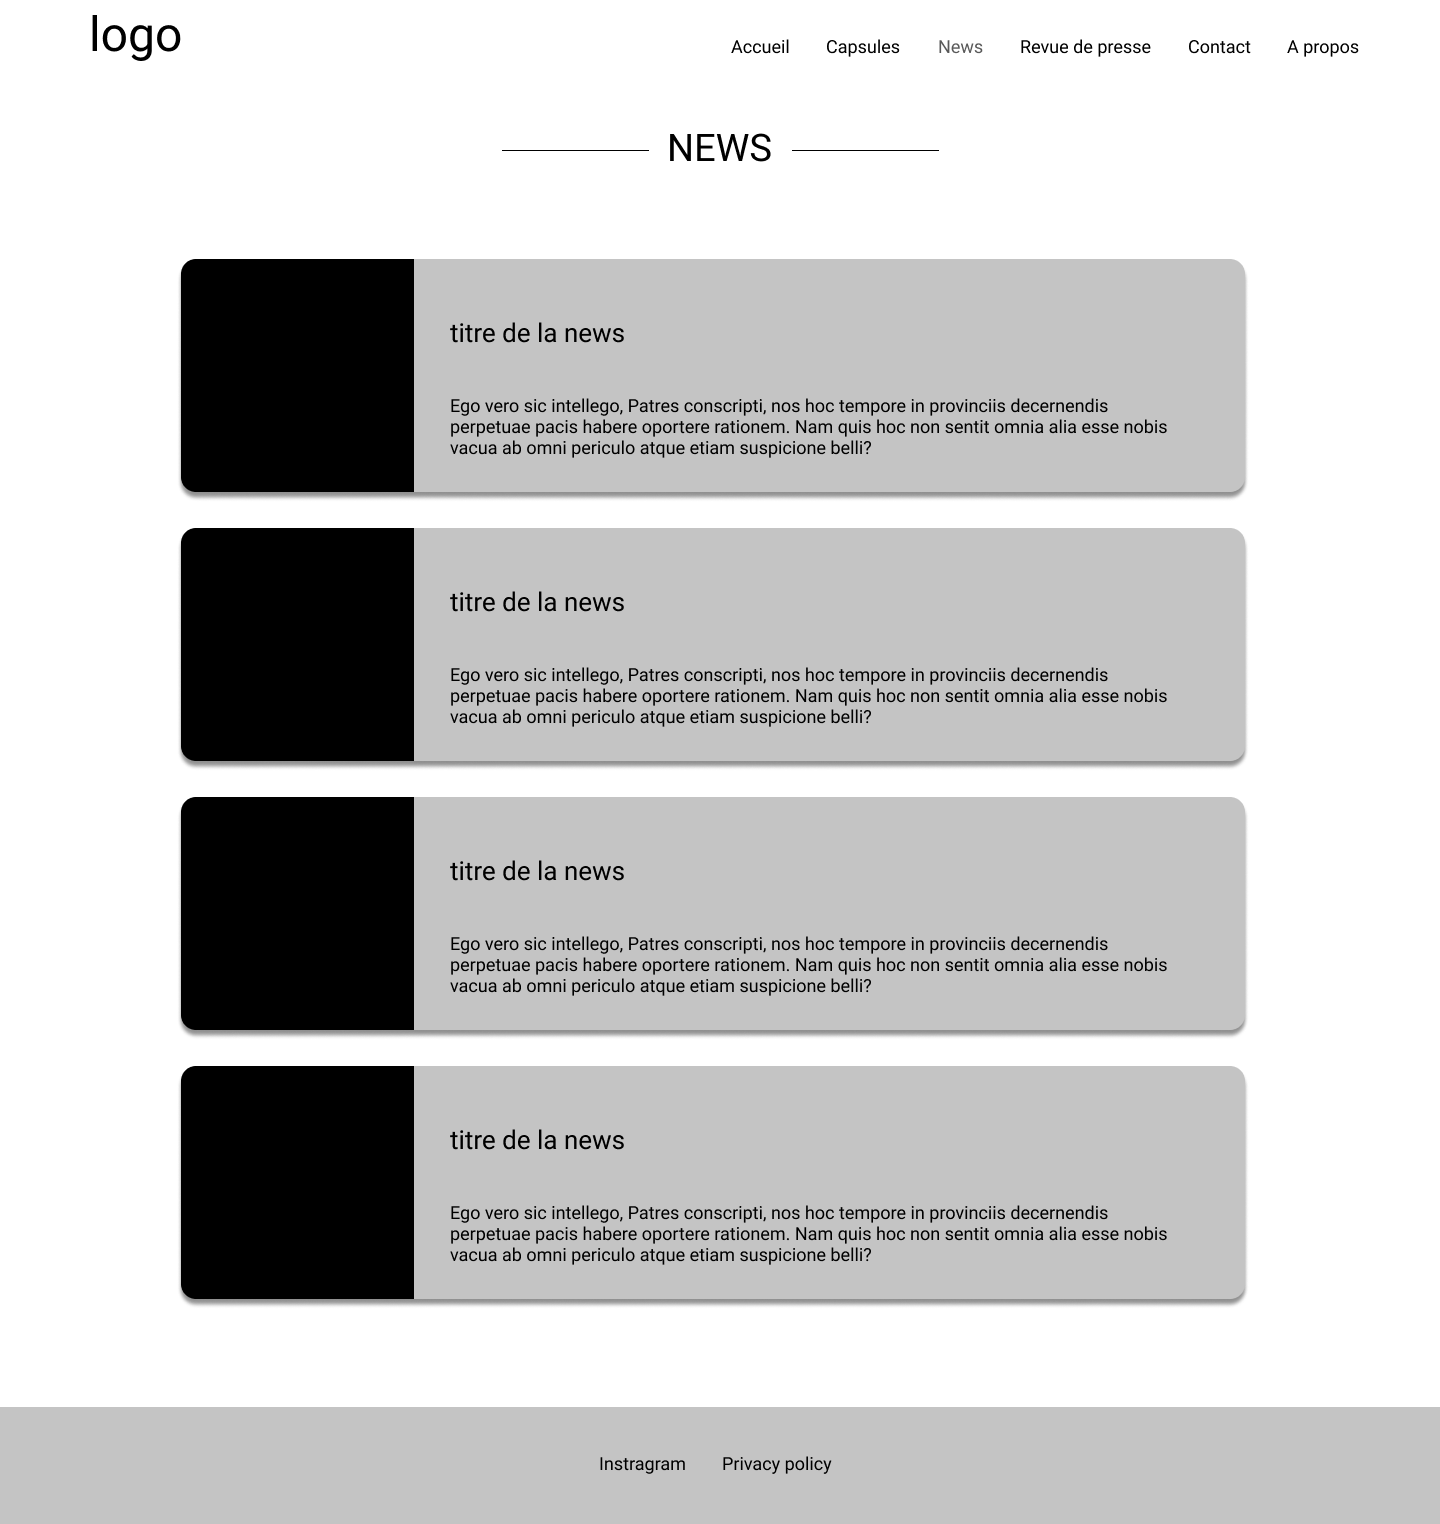 logo
Accueil Capsules News Revue de presse Contact A propos
NEWS
titre de la news
Ego vero sic intellego, Patres conscripti, nos hoc tempore in provinciis decernendis
perpetuae pacis habere oportere rationem. Nam quis hoc non sentit omnia alia esse nobis
vacua ab omni periculo atque etiam suspicione belli?
titre de la news
Ego vero sic intellego, Patres conscripti, nos hoc tempore in provinciis decernendis
perpetuae pacis habere oportere rationem. Nam quis hoc non sentit omnia alia esse nobis
vacua ab omni periculo atque etiam suspicione belli?
titre de la news
Ego vero sic intellego, Patres conscripti, nos hoc tempore in provinciis decernendis
perpetuae pacis habere oportere rationem. Nam quis hoc non sentit omnia alia esse nobis
vacua ab omni periculo atque etiam suspicione belli?
titre de la news
Ego vero sic intellego, Patres conscripti, nos hoc tempore in provinciis decernendis
perpetuae pacis habere oportere rationem. Nam quis hoc non sentit omnia alia esse nobis
vacua ab omni periculo atque etiam suspicione belli?
Instragram Privacy policy